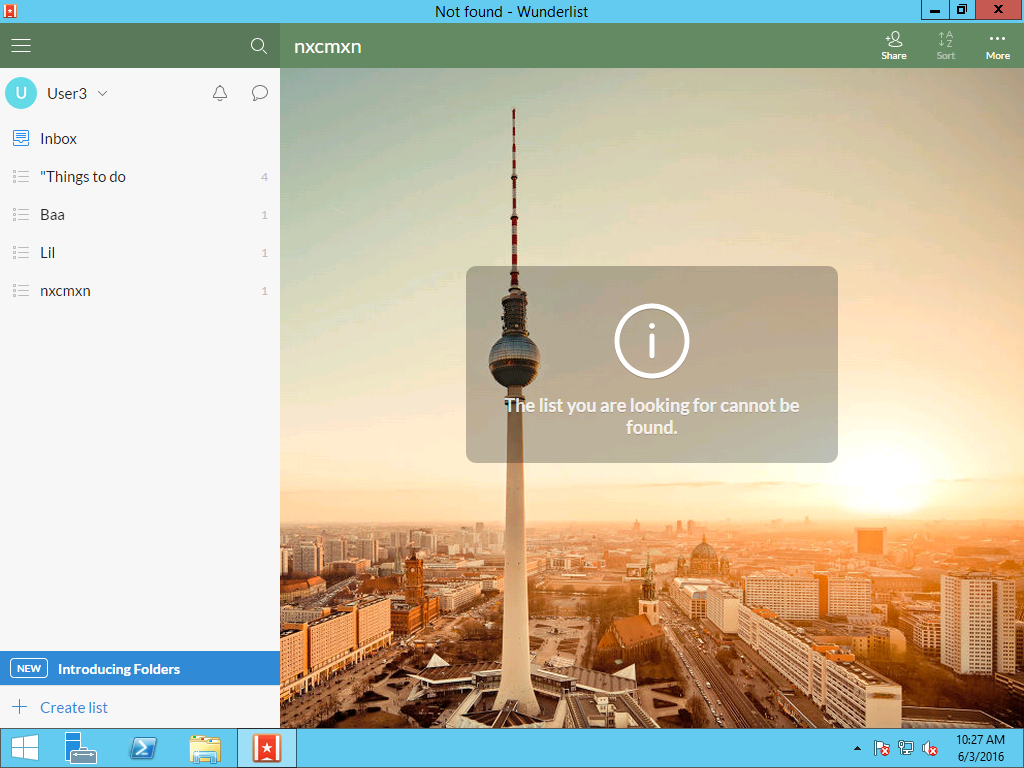 Not found - Wunderlist
nxcmxn
Share
Sort
More
U
User3
Inbox
"Things to do 4
Baa 1
Lil 1
nxcmxn 1
The list you are looking for cannot be
found.
NEW Introducing Folders
Create list
10:27 AM
6/3/2016